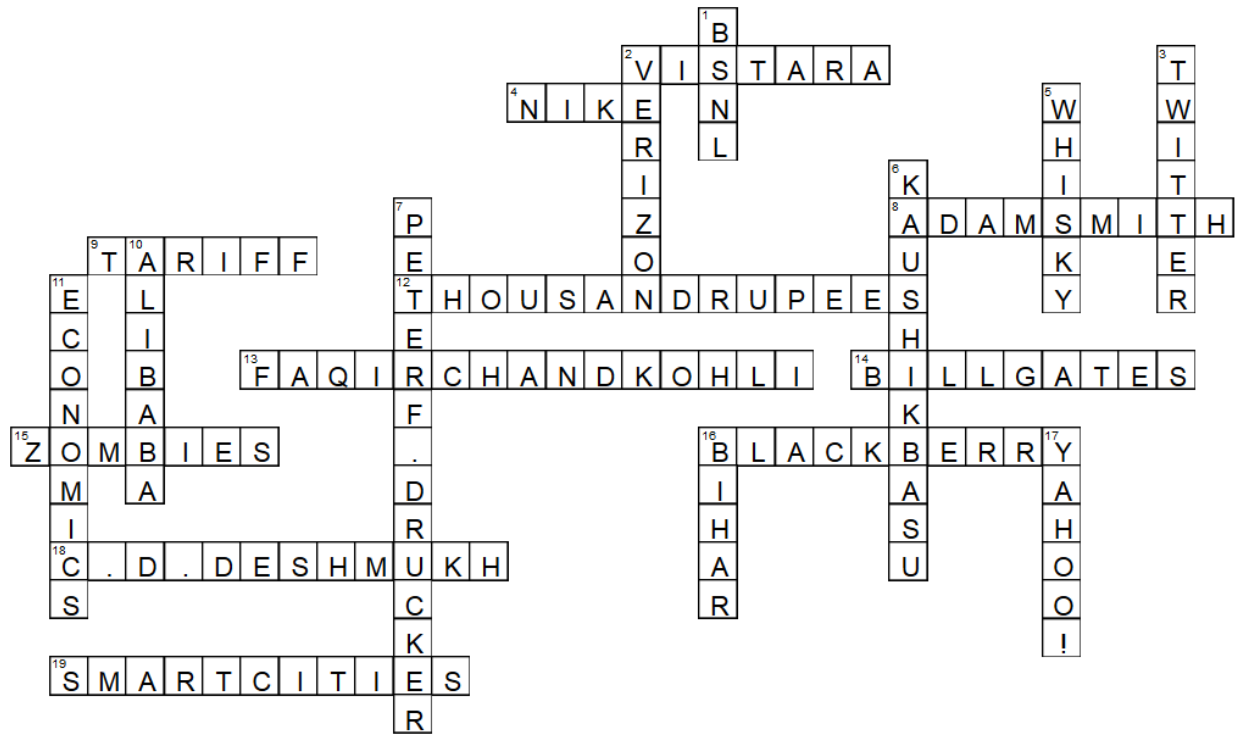 1 BSNL
2 VISTARA
VERIZON
3 TWITTER
4 NIKE
5 WHISKY
6 KAUSHIKBASU
7 PETERF.DRUCKER
8 ADAMSMITH
9 TARIFF
10 ALIBABA
11 ECONOMICS
12 THOUSANDRUPEES
13 FAQIRCHANDKOHLI
14 BILLGATES
15 ZOMBIES
16 BLACKBERRY
BIHAR
17 YAHOO!
18 C.D.DESHMUKH
19 SMARTCITIES